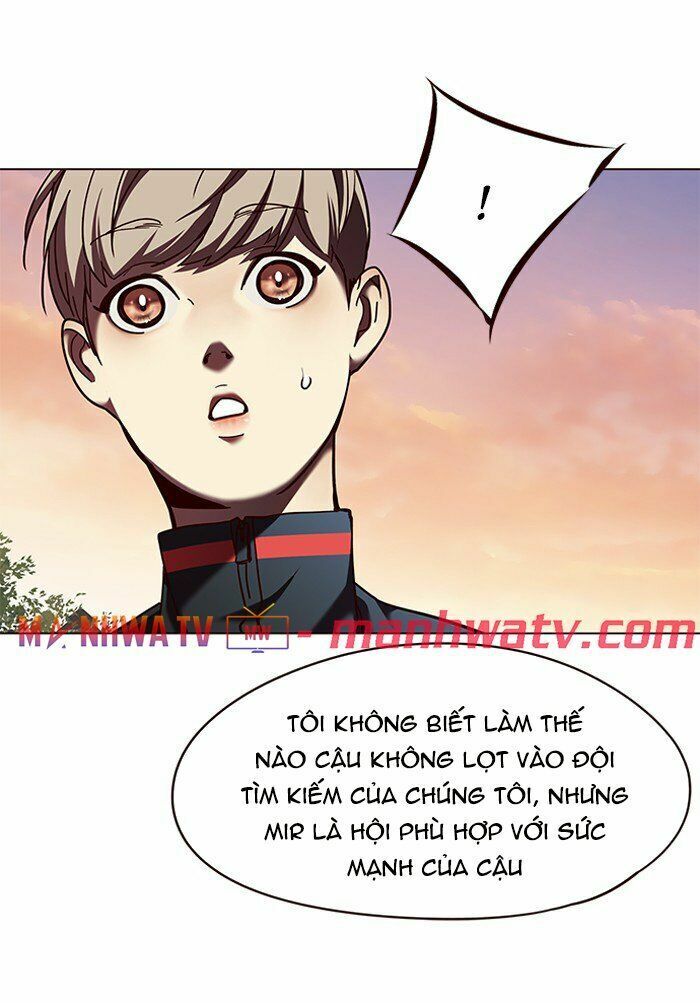 !
MANHWATV MW - manhwatv.com
TÔI KHÔNG BIẾT LÀM THẾ
NÀO CẬU KHÔNG LỌT VÀO ĐỘI
TÌM KIẾM CỦA CHÚNG TÔI, NHƯNG
MIR LÀ HỘI PHÙ HỢP VỚI SỨC
MẠNH CỦA CẬU